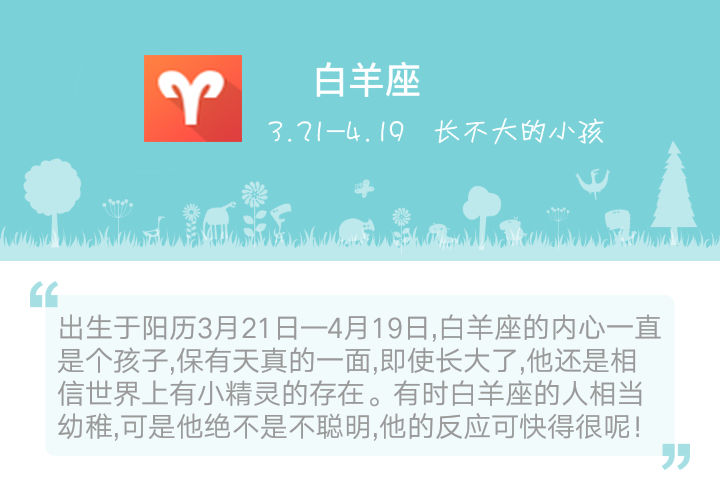 白羊座
3.21—4.19 长不大的小孩
出生于阳历3月21日—4月19日,白羊座的内心一直
是个孩子,保有天真的一面,即使长大了,他还是相
信世界上有小精灵的存在。有时白羊座的人相当
幼稚,可是他绝不是不聪明,他的反应可快得很呢!